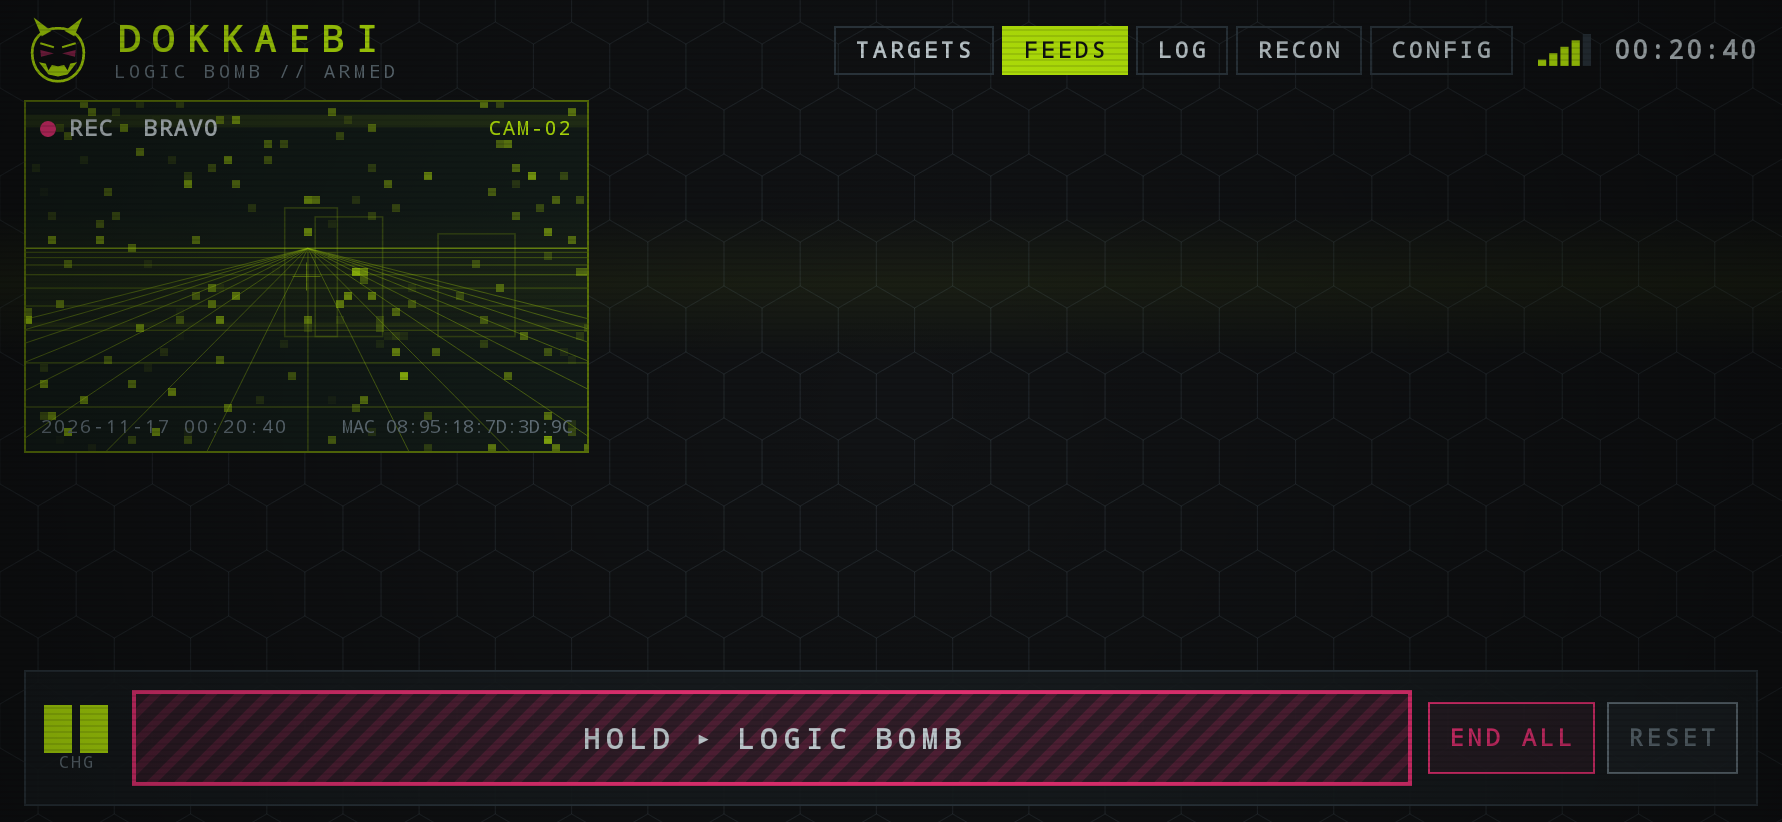 DOKKAEBI
LOGIC BOMB // ARMED
TARGETS FEEDS LOG RECON CONFIG 00:20:40
REC BRAVO CAM-02
2026-11-17 00:20:40 MAC 08:95:18:7D:3D:9C
CHG
HOLD ▸ LOGIC BOMB
END ALL
RESET